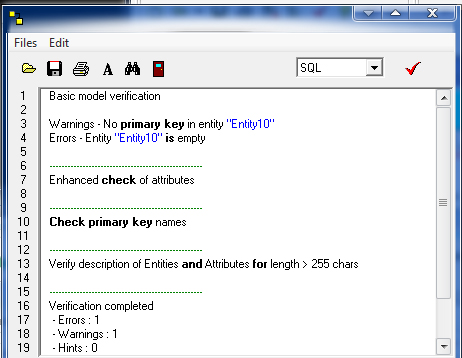 Files Edit
A SQL
1 Basic model verification
2
3 Warnings - No primary key in entity "Entity10"
4 Errors - Entity "Entity10" is empty
5
6 --------------------------------------------------
7 Enhanced check of attributes
8
9 --------------------------------------------------
10 Check primary key names
11
12 --------------------------------------------------
13 Verify description of Entities and Attributes for length > 255 chars
14
15 --------------------------------------------------
16 Verification completed
17 - Errors : 1
18 - Warnings : 1
19 - Hints : 0